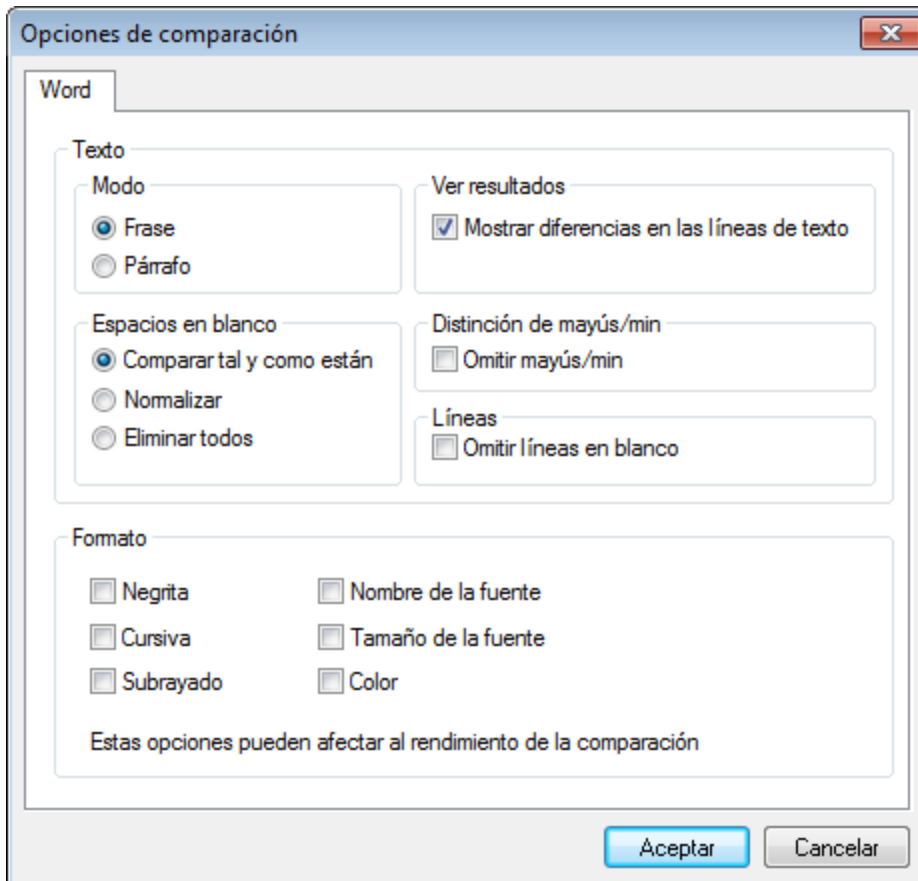 Opciones de comparación
Word
Texto
Modo
Frase
Párrafo
Ver resultados
Mostrar diferencias en las líneas de texto
Espacios en blanco
Comparar tal y como están
Normalizar
Eliminar todos
Distinción de mayús/min
Omitir mayús/min
Líneas
Omitir líneas en blanco
Formato
Negrita
Nombre de la fuente
Cursiva
Tamaño de la fuente
Subrayado
Color
Estas opciones pueden afectar al rendimiento de la comparación
Aceptar
Cancelar